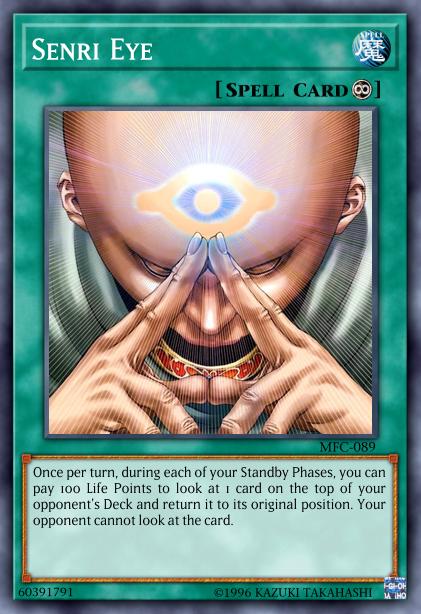 SENRI EYE
SPELL
魔
[SPELL CARD ]
MFC-089
Once per turn, during each of your Standby Phases, you can
pay 100 Life Points to look at 1 card on the top of your
opponent's Deck and return it to its original position. Your
opponent cannot look at the card.
60391791
©1996 KAZUKI TAKAHASHI